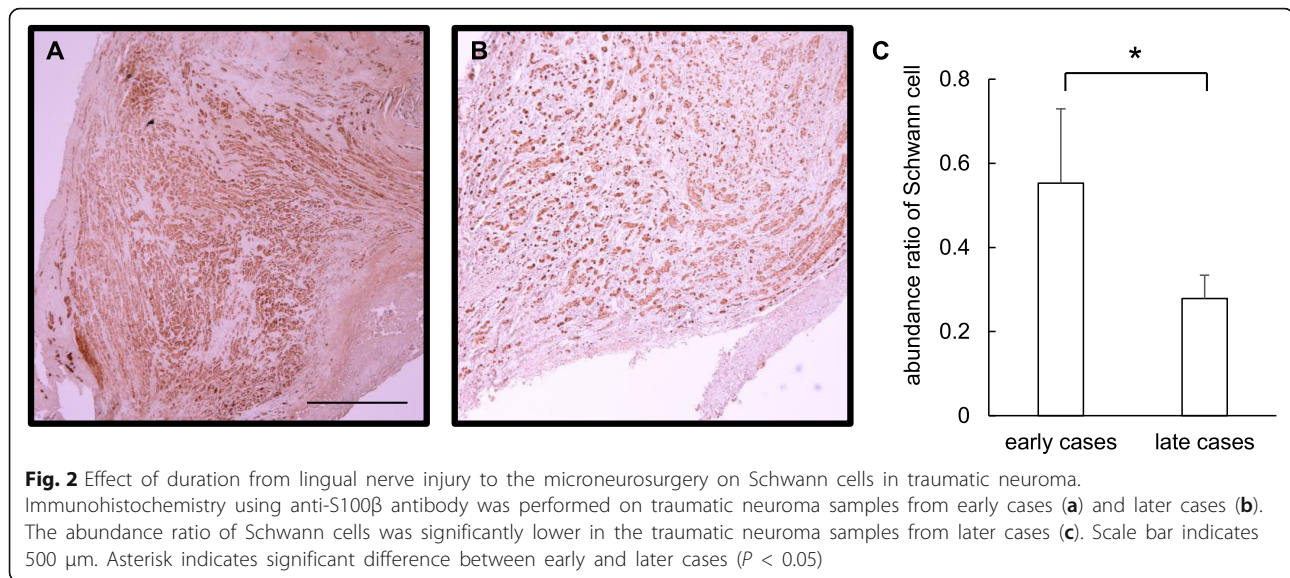 A
B
C
*
0.8
0.6
0.4
0.2
0
abundance ratio of Schwann cell
early cases
late cases
Fig. 2 Effect of duration from lingual nerve injury to the microneurosurgery on Schwann cells in traumatic neuroma.
Immunohistochemistry using anti-S100β antibody was performed on traumatic neuroma samples from early cases (a) and later cases (b).
The abundance ratio of Schwann cells was significantly lower in the traumatic neuroma samples from later cases (c). Scale bar indicates
500 μm. Asterisk indicates significant difference between early and later cases (P < 0.05)